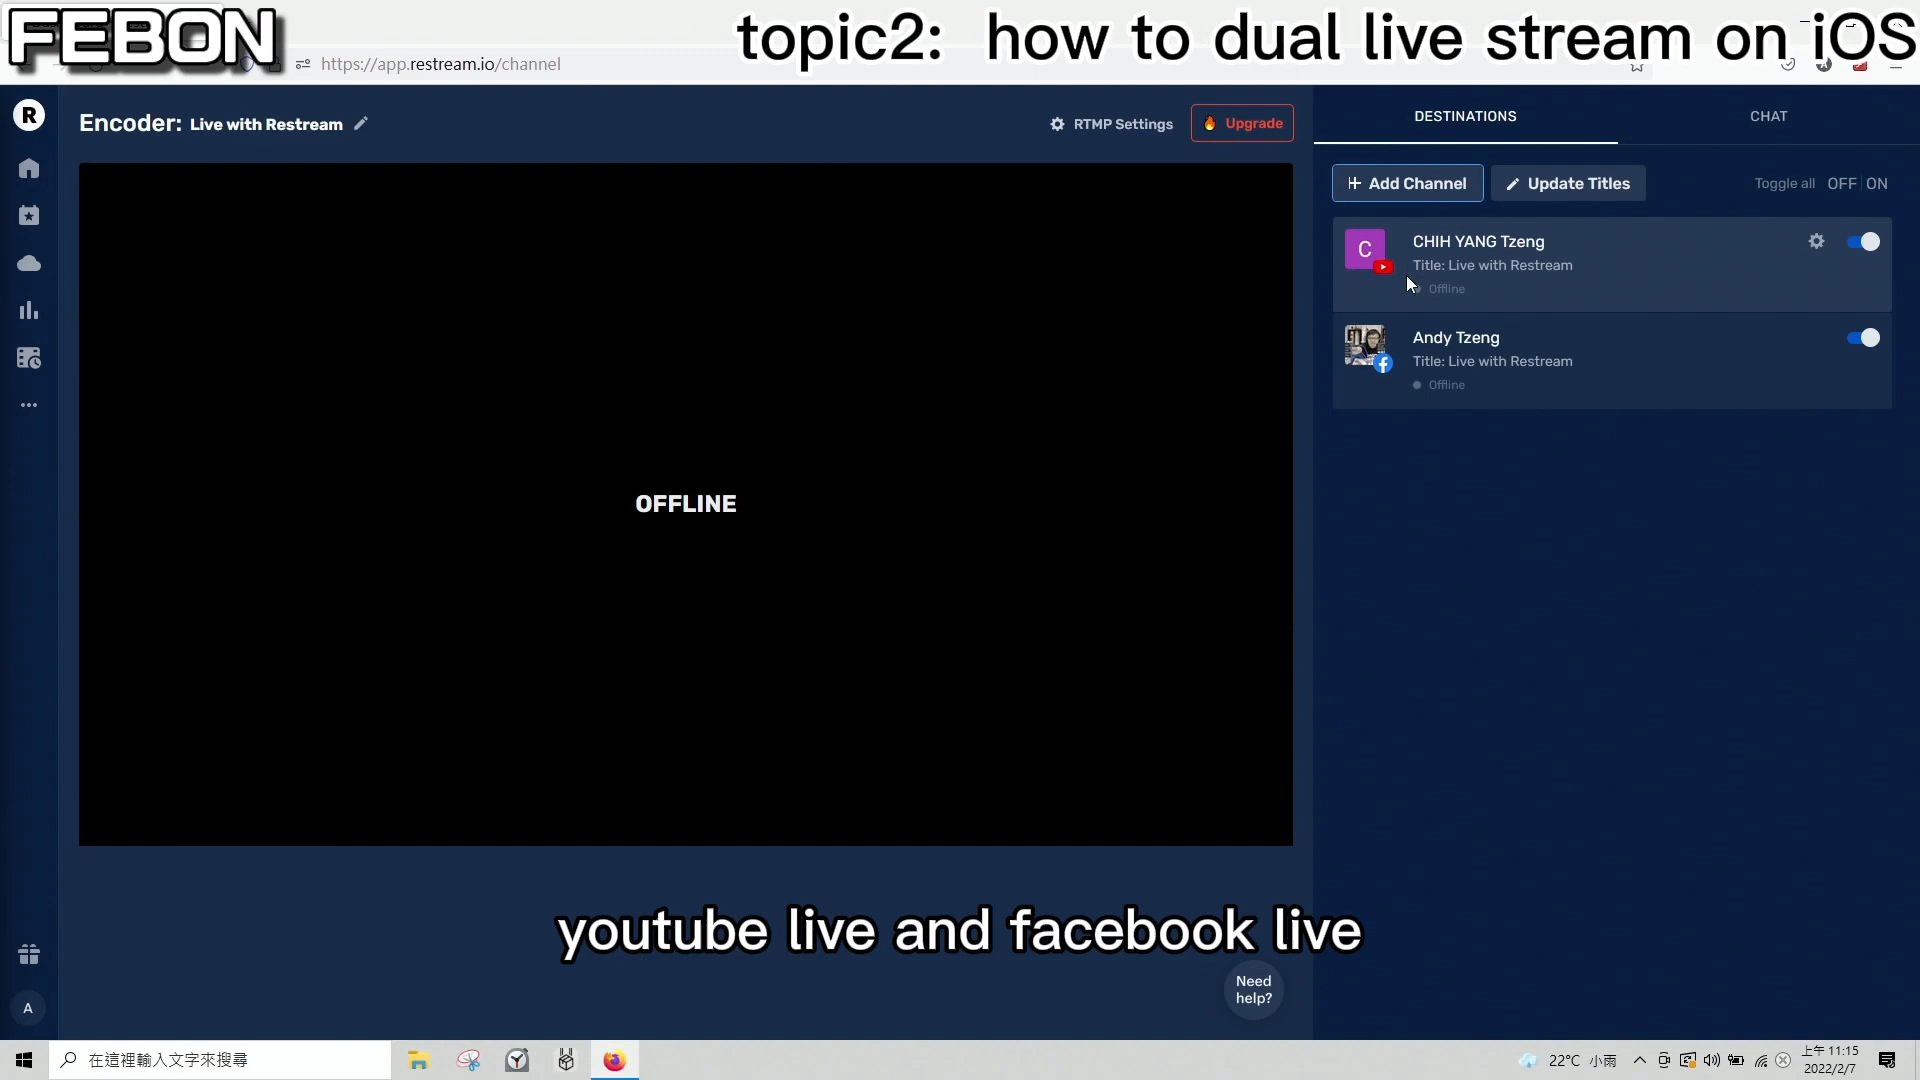 FEBON
topic2: how to dual live stream on iOS
https://app.restream.io/channel
R
Encoder: Live with Restream
RTMP Settings
Upgrade
DESTINATIONS
CHAT
Add Channel
Update Titles
Toggle all OFF ON
C
CHIH YANG Tzeng
Title: Live with Restream
Offline
Andy Tzeng
Title: Live with Restream
Offline
OFFLINE
youtube live and facebook live
Need
help?
A
在這裡輸入文字來搜尋
22°C 小雨
上午 11:15
2022/2/7